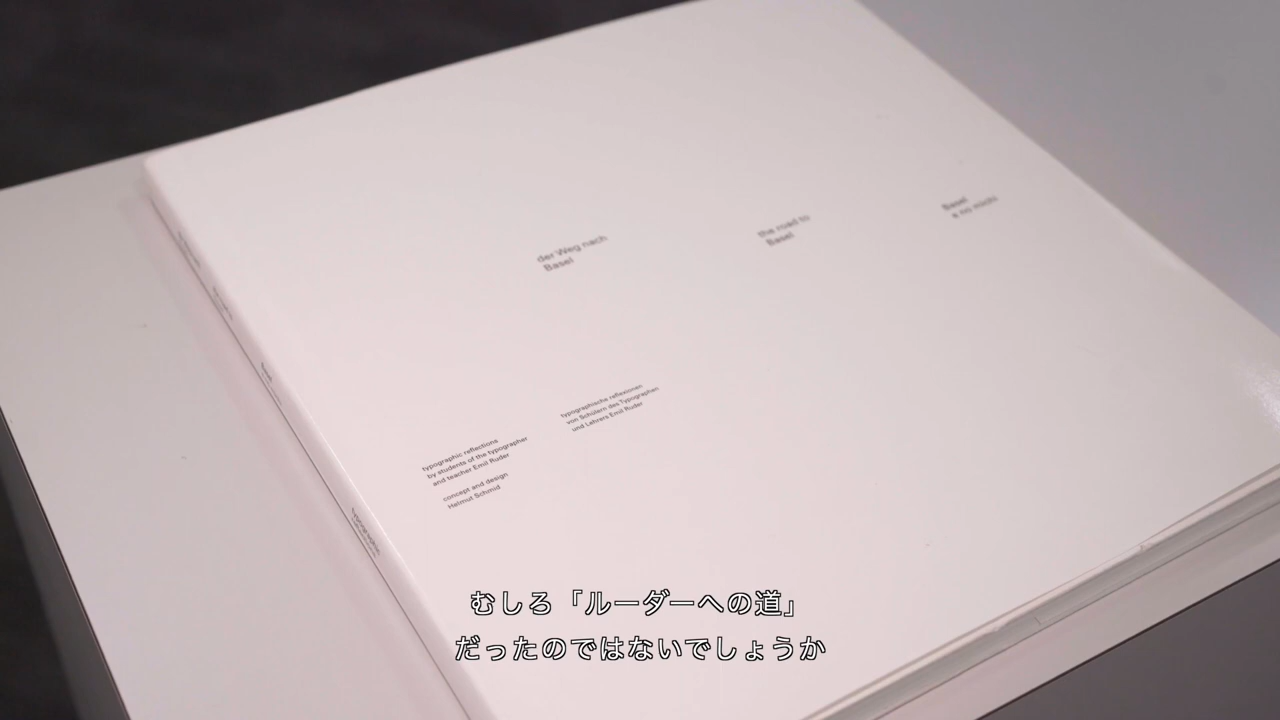 der Weg nach
Basel
the road to
Basel
Basel
e no michi
typographische reflexionen
von Schülern des Typographen
und Lehrers Emil Ruder
typographic reflections
by students of the typographer
and teacher Emil Ruder
concept and design
Helmut Schmid
むしろ「ルーダーへの道」
だったのではないでしょうか